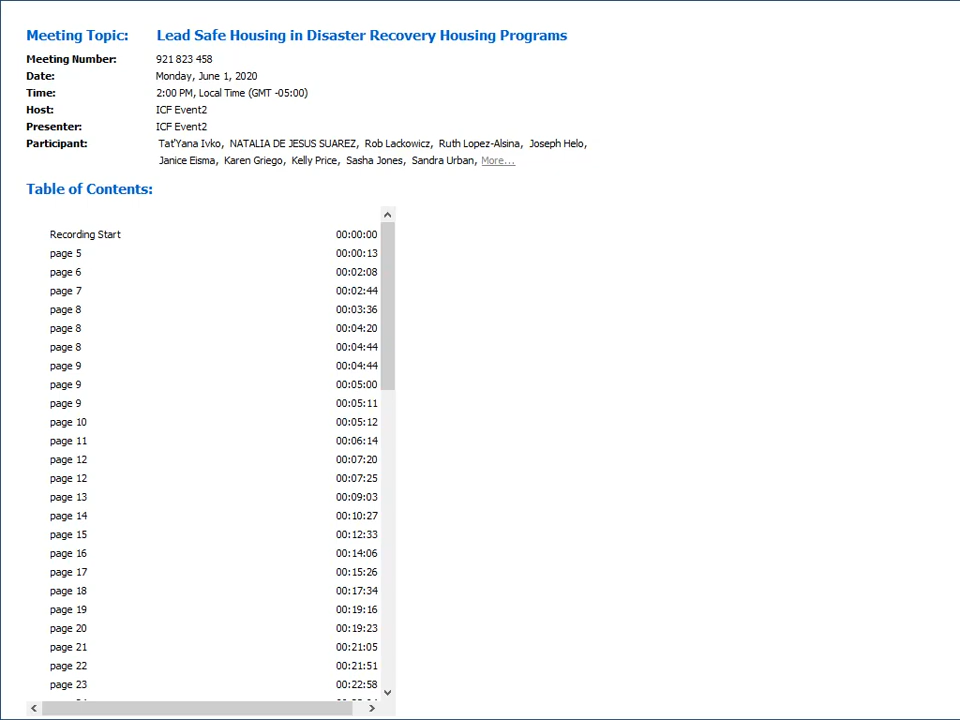 Meeting Topic: Lead Safe Housing in Disaster Recovery Housing Programs
Meeting Number: 921 823 458
Date: Monday, June 1, 2020
Time: 2:00 PM, Local Time (GMT -05:00)
Host: ICF Event2
Presenter: ICF Event2
Participant: Tat'Yana Ivko, NATALIA DE JESUS SUAREZ, Rob Lackowicz, Ruth Lopez-Alsina, Joseph Helo,
Janice Eisma, Karen Griego, Kelly Price, Sasha Jones, Sandra Urban, More...
Table of Contents:
Recording Start 00:00:00
page 5 00:00:13
page 6 00:02:08
page 7 00:02:44
page 8 00:03:36
page 8 00:04:20
page 8 00:04:44
page 9 00:04:44
page 9 00:05:00
page 9 00:05:11
page 10 00:05:12
page 11 00:06:14
page 12 00:07:20
page 12 00:07:25
page 13 00:09:03
page 14 00:10:27
page 15 00:12:33
page 16 00:14:06
page 17 00:15:26
page 18 00:17:34
page 19 00:19:16
page 20 00:19:23
page 21 00:21:05
page 22 00:21:51
page 23 00:22:58